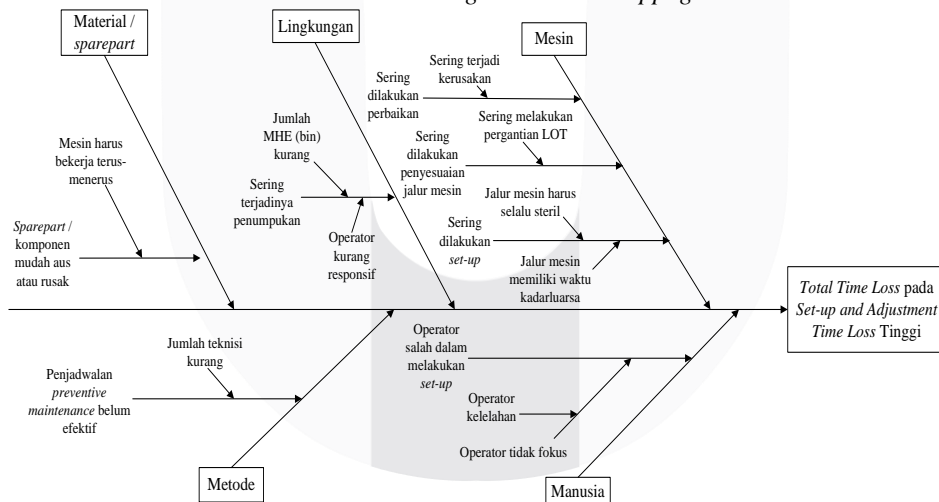 Material /
sparepart
Lingkungan
Mesin
Sering terjadi
kerusakan
Sering
dilakukan
perbaikan
Sering melakukan
pergantian LOT
Sering
dilakukan
penyesuaian
jalur mesin
Jalur mesin harus
selalu steril
Sering
dilakukan
set-up
Jalur mesin
memiliki waktu
kadarluarsa
Jumlah
MHE (bin)
kurang
Sering
terjadinya
penumpukan
Operator
kurang
responsif
Mesin harus
bekerja terus-
menerus
Sparepart /
komponen
mudah aus
atau rusak
Total Time Loss pada
Set-up and Adjustment
Time Loss Tinggi
Jumlah teknisi
kurang
Penjadwalan
preventive
maintenance belum
efektif
Operator
salah dalam
melakukan
set-up
Operator
kelelahan
Operator tidak fokus
Metode
Manusia